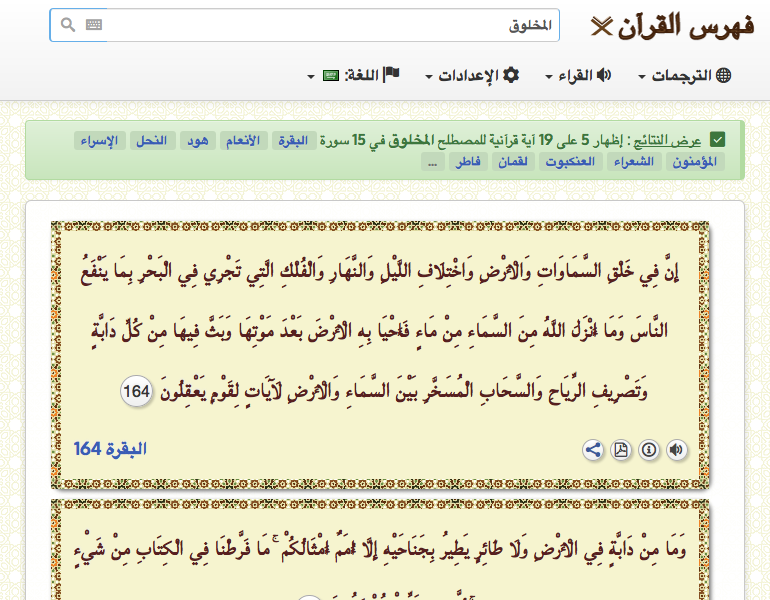 فهرس القرآن
المخلوق
الترجمات
القراء
الإعدادات
اللغة:
عرض النتائج : إظهار 5 على 19 آية قرآنية للمصطلح المخلوق في 15 سورة البقرة الأنعام هود النحل الإسراء
المؤمنون الشعراء العنكبوت لقمان فاطر ...
إِنَّ فِي خَلْقِ السَّمَاوَاتِ وَالْأَرْضِ وَاخْتِلَافِ اللَّيْلِ وَالنَّهَارِ وَالْفُلْكِ الَّتِي تَجْرِي فِي الْبَحْرِ بِمَا يَنْفَعُ
النَّاسَ وَمَا أَنْزَلَ اللَّهُ مِنَ السَّمَاءِ مِنْ مَاءٍ فَأَحْيَا بِهِ الْأَرْضَ بَعْدَ مَوْتِهَا وَبَثَّ فِيهَا مِنْ كُلِّ دَابَّةٍ
وَتَصْرِيفِ الرِّيَاحِ وَالسَّحَابِ الْمُسَخَّرِ بَيْنَ السَّمَاءِ وَالْأَرْضِ لَآيَاتٍ لِقَوْمٍ يَعْقِلُونَ 164
البقرة 164
وَمَا مِنْ دَابَّةٍ فِي الْأَرْضِ وَلَا طَائِرٍ يَطِيرُ بِجَنَاحَيْهِ إِلَّا أُمَمٌ أَمْثَالُكُمْ ۚ مَا فَرَّطْنَا فِي الْكِتَابِ مِنْ شَيْءٍ